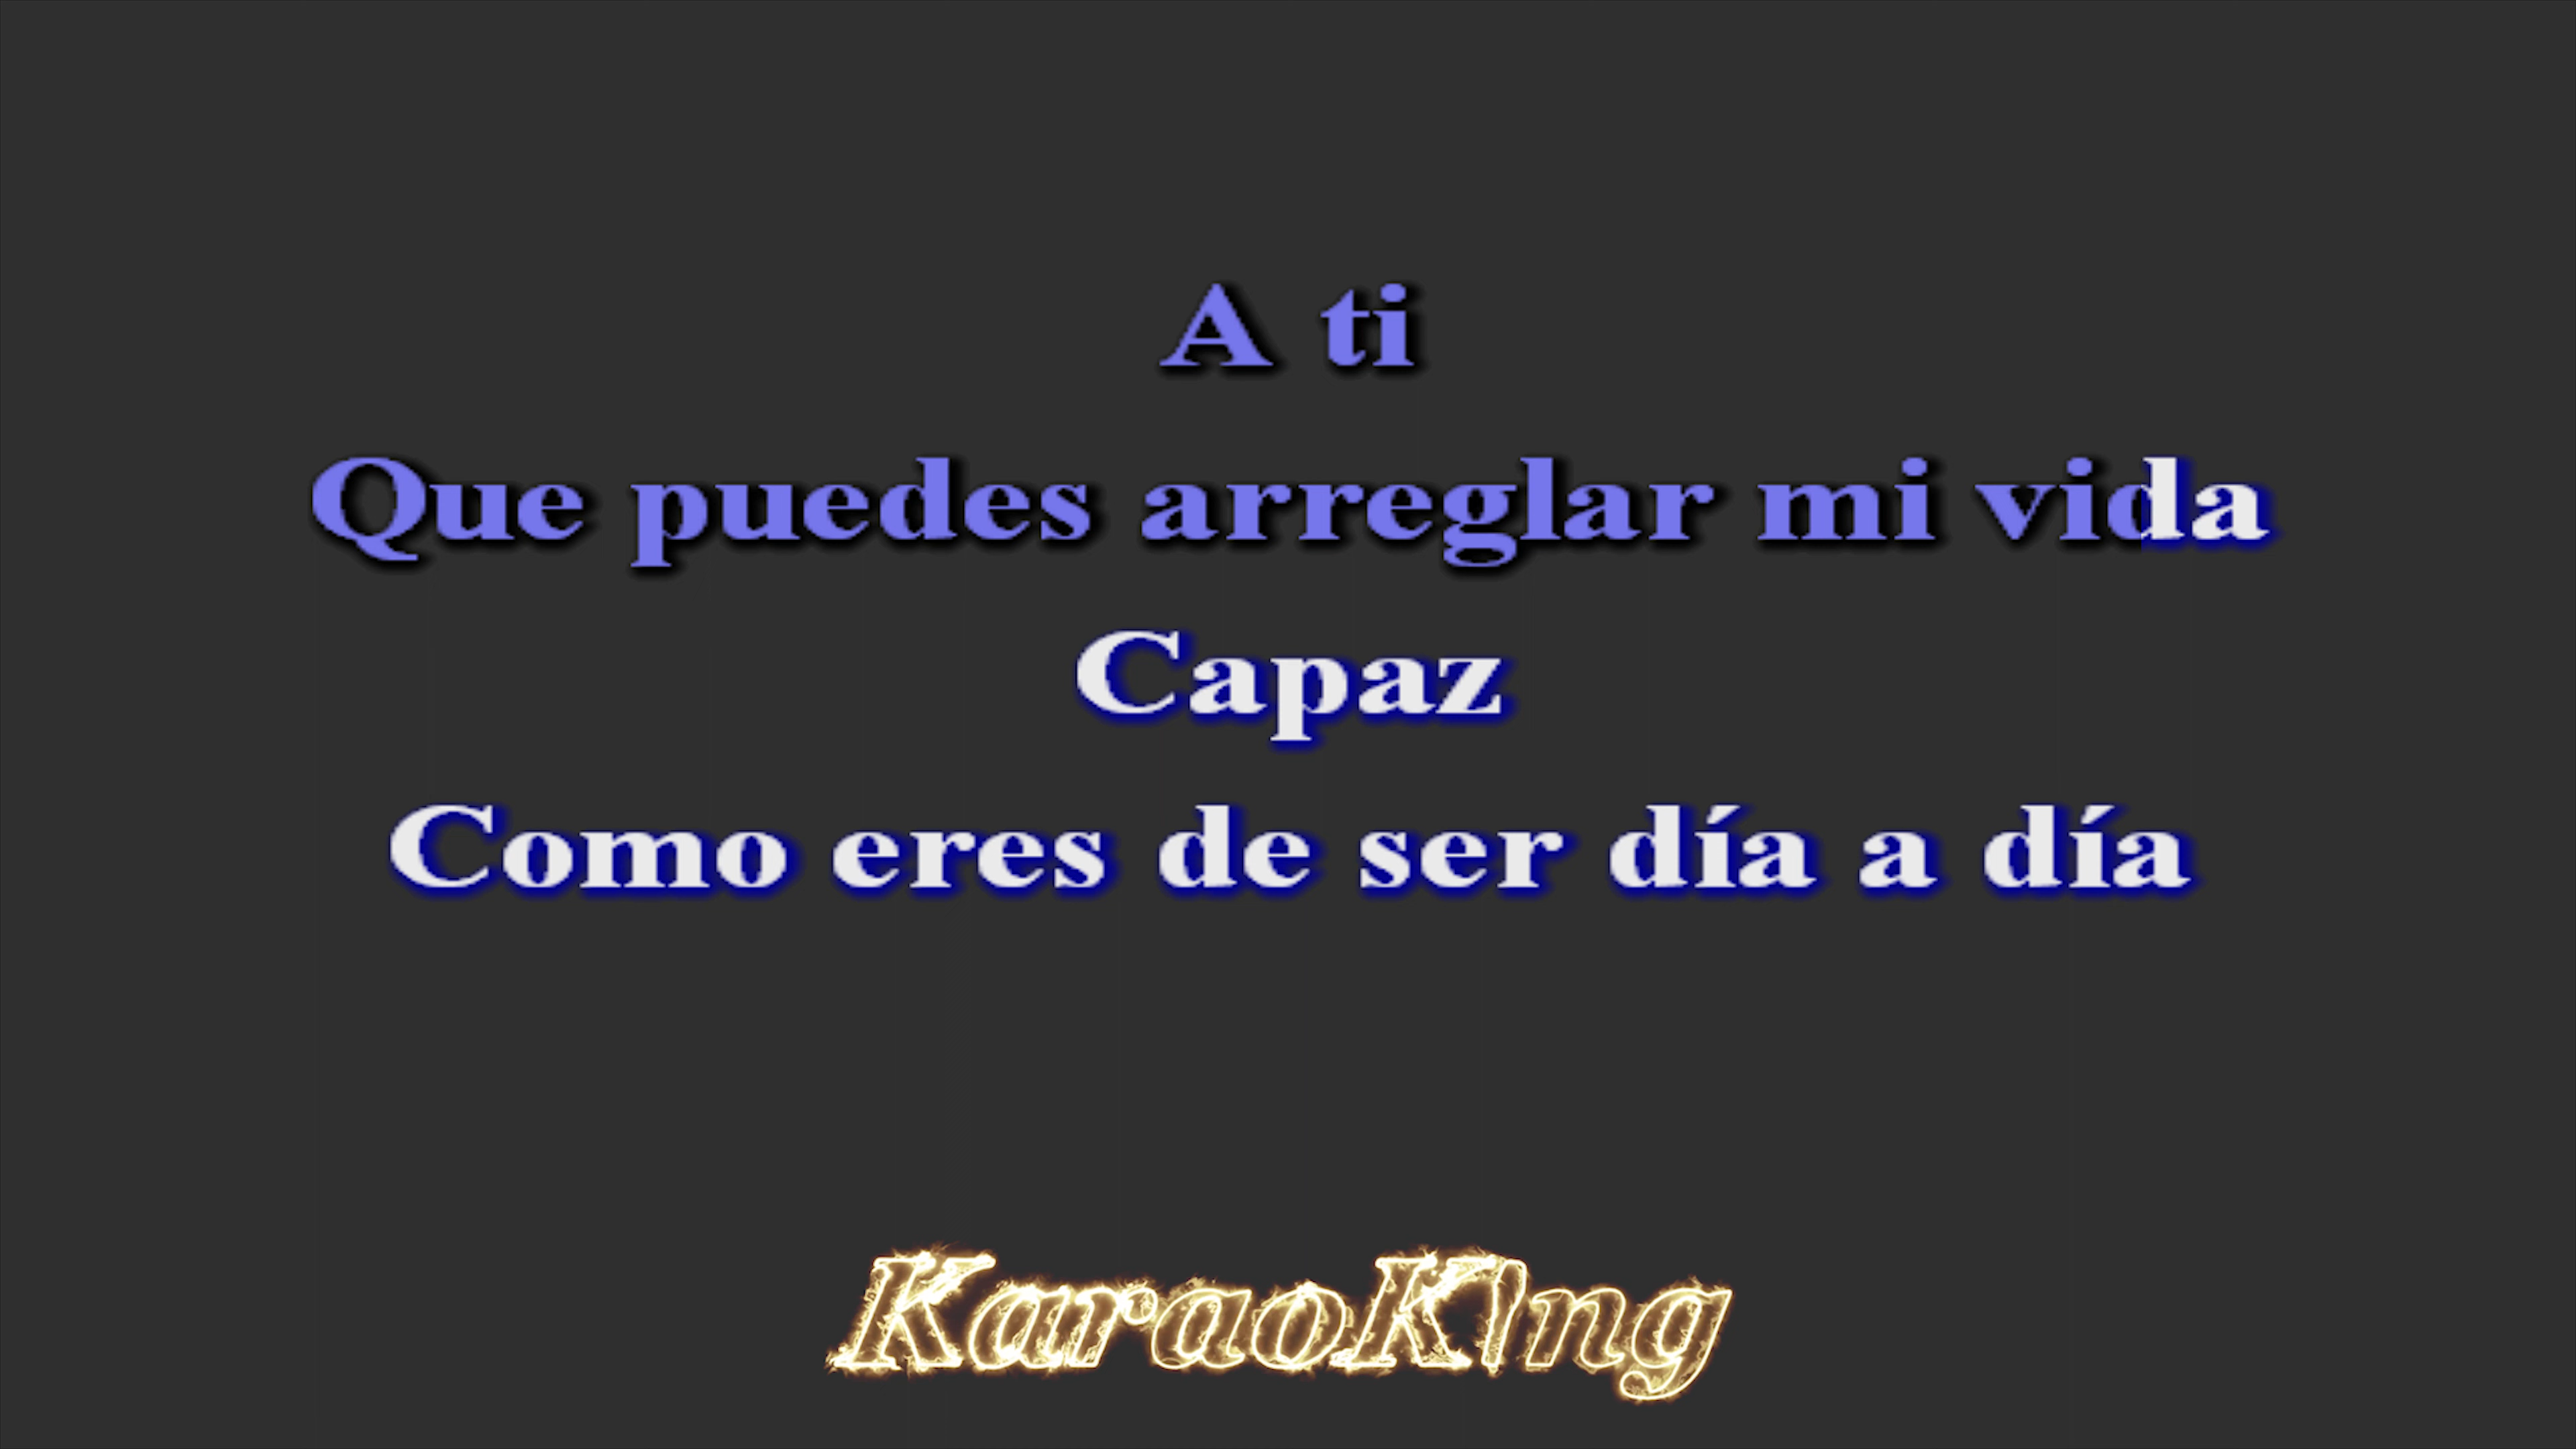 A ti
Que puedes arreglar mi vida
Capaz
Como eres de ser día a día
KaraoKing